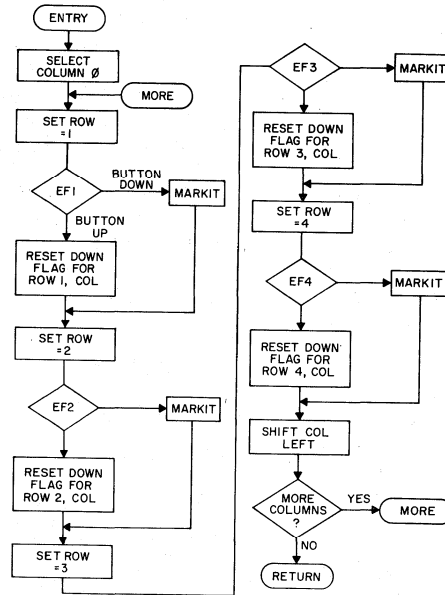 ENTRY
SELECT
COLUMN Ø
MORE
SET ROW
=1
EF1
BUTTON
DOWN
MARKIT
BUTTON
UP
RESET DOWN
FLAG FOR
ROW 1, COL
SET ROW
=2
EF2
MARKIT
RESET DOWN
FLAG FOR
ROW 2, COL
SET ROW
=3
EF3
MARKIT
RESET DOWN
FLAG FOR
ROW 3, COL
SET ROW
=4
EF4
MARKIT
RESET DOWN
FLAG FOR
ROW 4, COL
SHIFT COL
LEFT
MORE
COLUMNS
?
YES
MORE
NO
RETURN